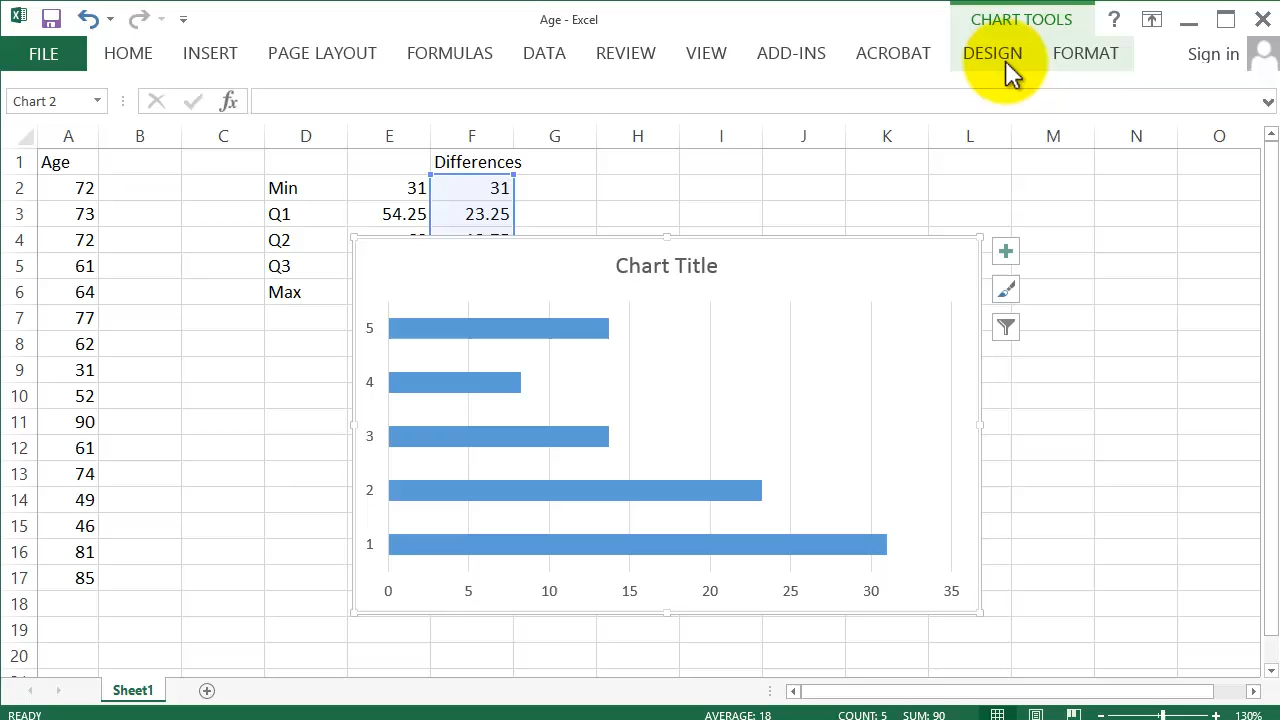 Age - Excel
CHART TOOLS
?
FILE HOME INSERT PAGE LAYOUT FORMULAS DATA REVIEW VIEW ADD-INS ACROBAT DESIGN FORMAT Sign in
Chart 2 fx
A B C D E F G H I J K L M N O
1 Age Differences
2 72 Min 31 31
3 73 Q1 54.25 23.25
4 72 Q2
5 61 Q3
6 64 Max
7 77
8 62
9 31
10 52
11 90
12 61
13 74
14 49
15 46
16 81
17 85
18
19
20
Chart Title
5
4
3
2
1
0 5 10 15 20 25 30 35
Sheet1
READY AVERAGE: 18 COUNT: 5 SUM: 90 130%